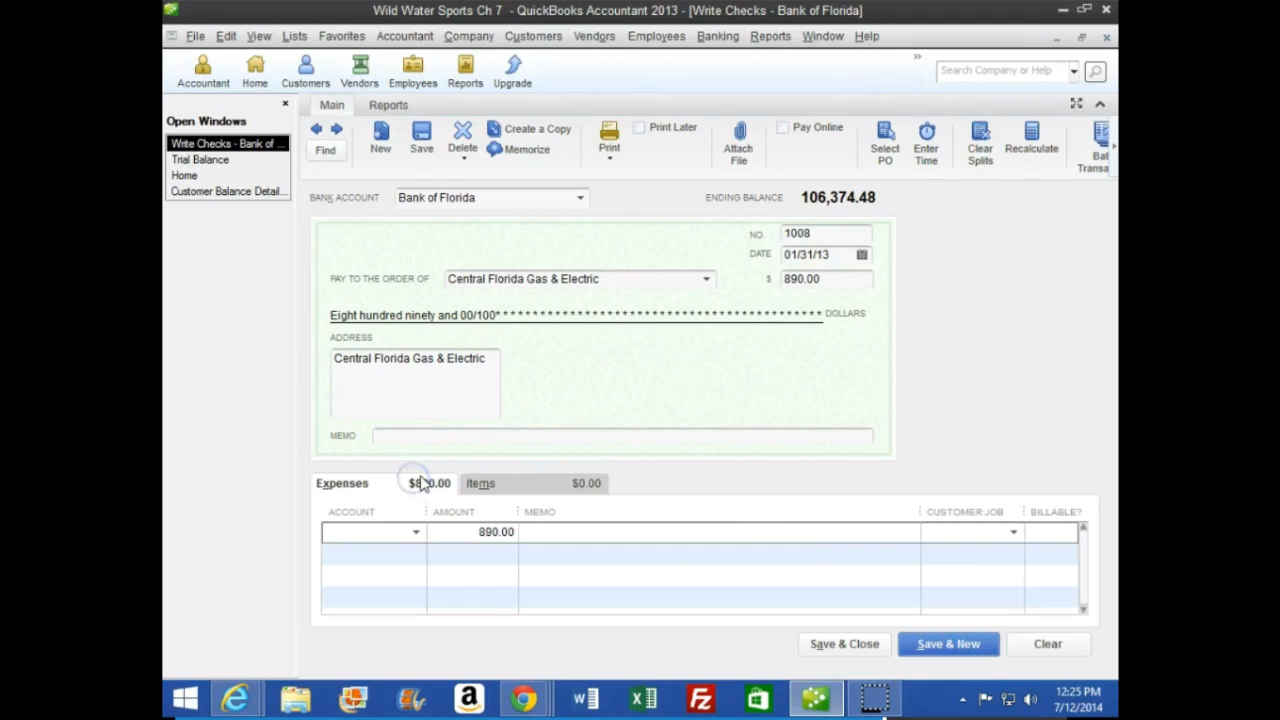 Wild Water Sports Ch 7 - QuickBooks Accountant 2013 - [Write Checks - Bank of Florida]
File Edit View Lists Favorites Accountant Company Customers Vendors Employees Banking Reports Window Help
Accountant Home Customers Vendors Employees Reports Upgrade
Search Company or Help
Main Reports
Open Windows
Write Checks - Bank of ...
Trial Balance
Home
Customer Balance Detail...
Find New Save Delete Create a Copy Memorize Print Print Later Attach File Pay Online Select PO Enter Time Clear Splits Recalculate
BANK ACCOUNT Bank of Florida ENDING BALANCE 106,374.48
NO. 1008
DATE 01/31/13
PAY TO THE ORDER OF Central Florida Gas & Electric $ 890.00
Eight hundred ninety and 00/100* * * * * * * * * * * * * * * * * * * * * * * * * * * * * * * * * * * * * * * * * * * DOLLARS
ADDRESS
Central Florida Gas & Electric
MEMO
Expenses Items $0.00
ACCOUNT AMOUNT MEMO CUSTOMER:JOB BILLABLE?
890.00
Save & Close Save & New Clear
12:25 PM
7/12/2014